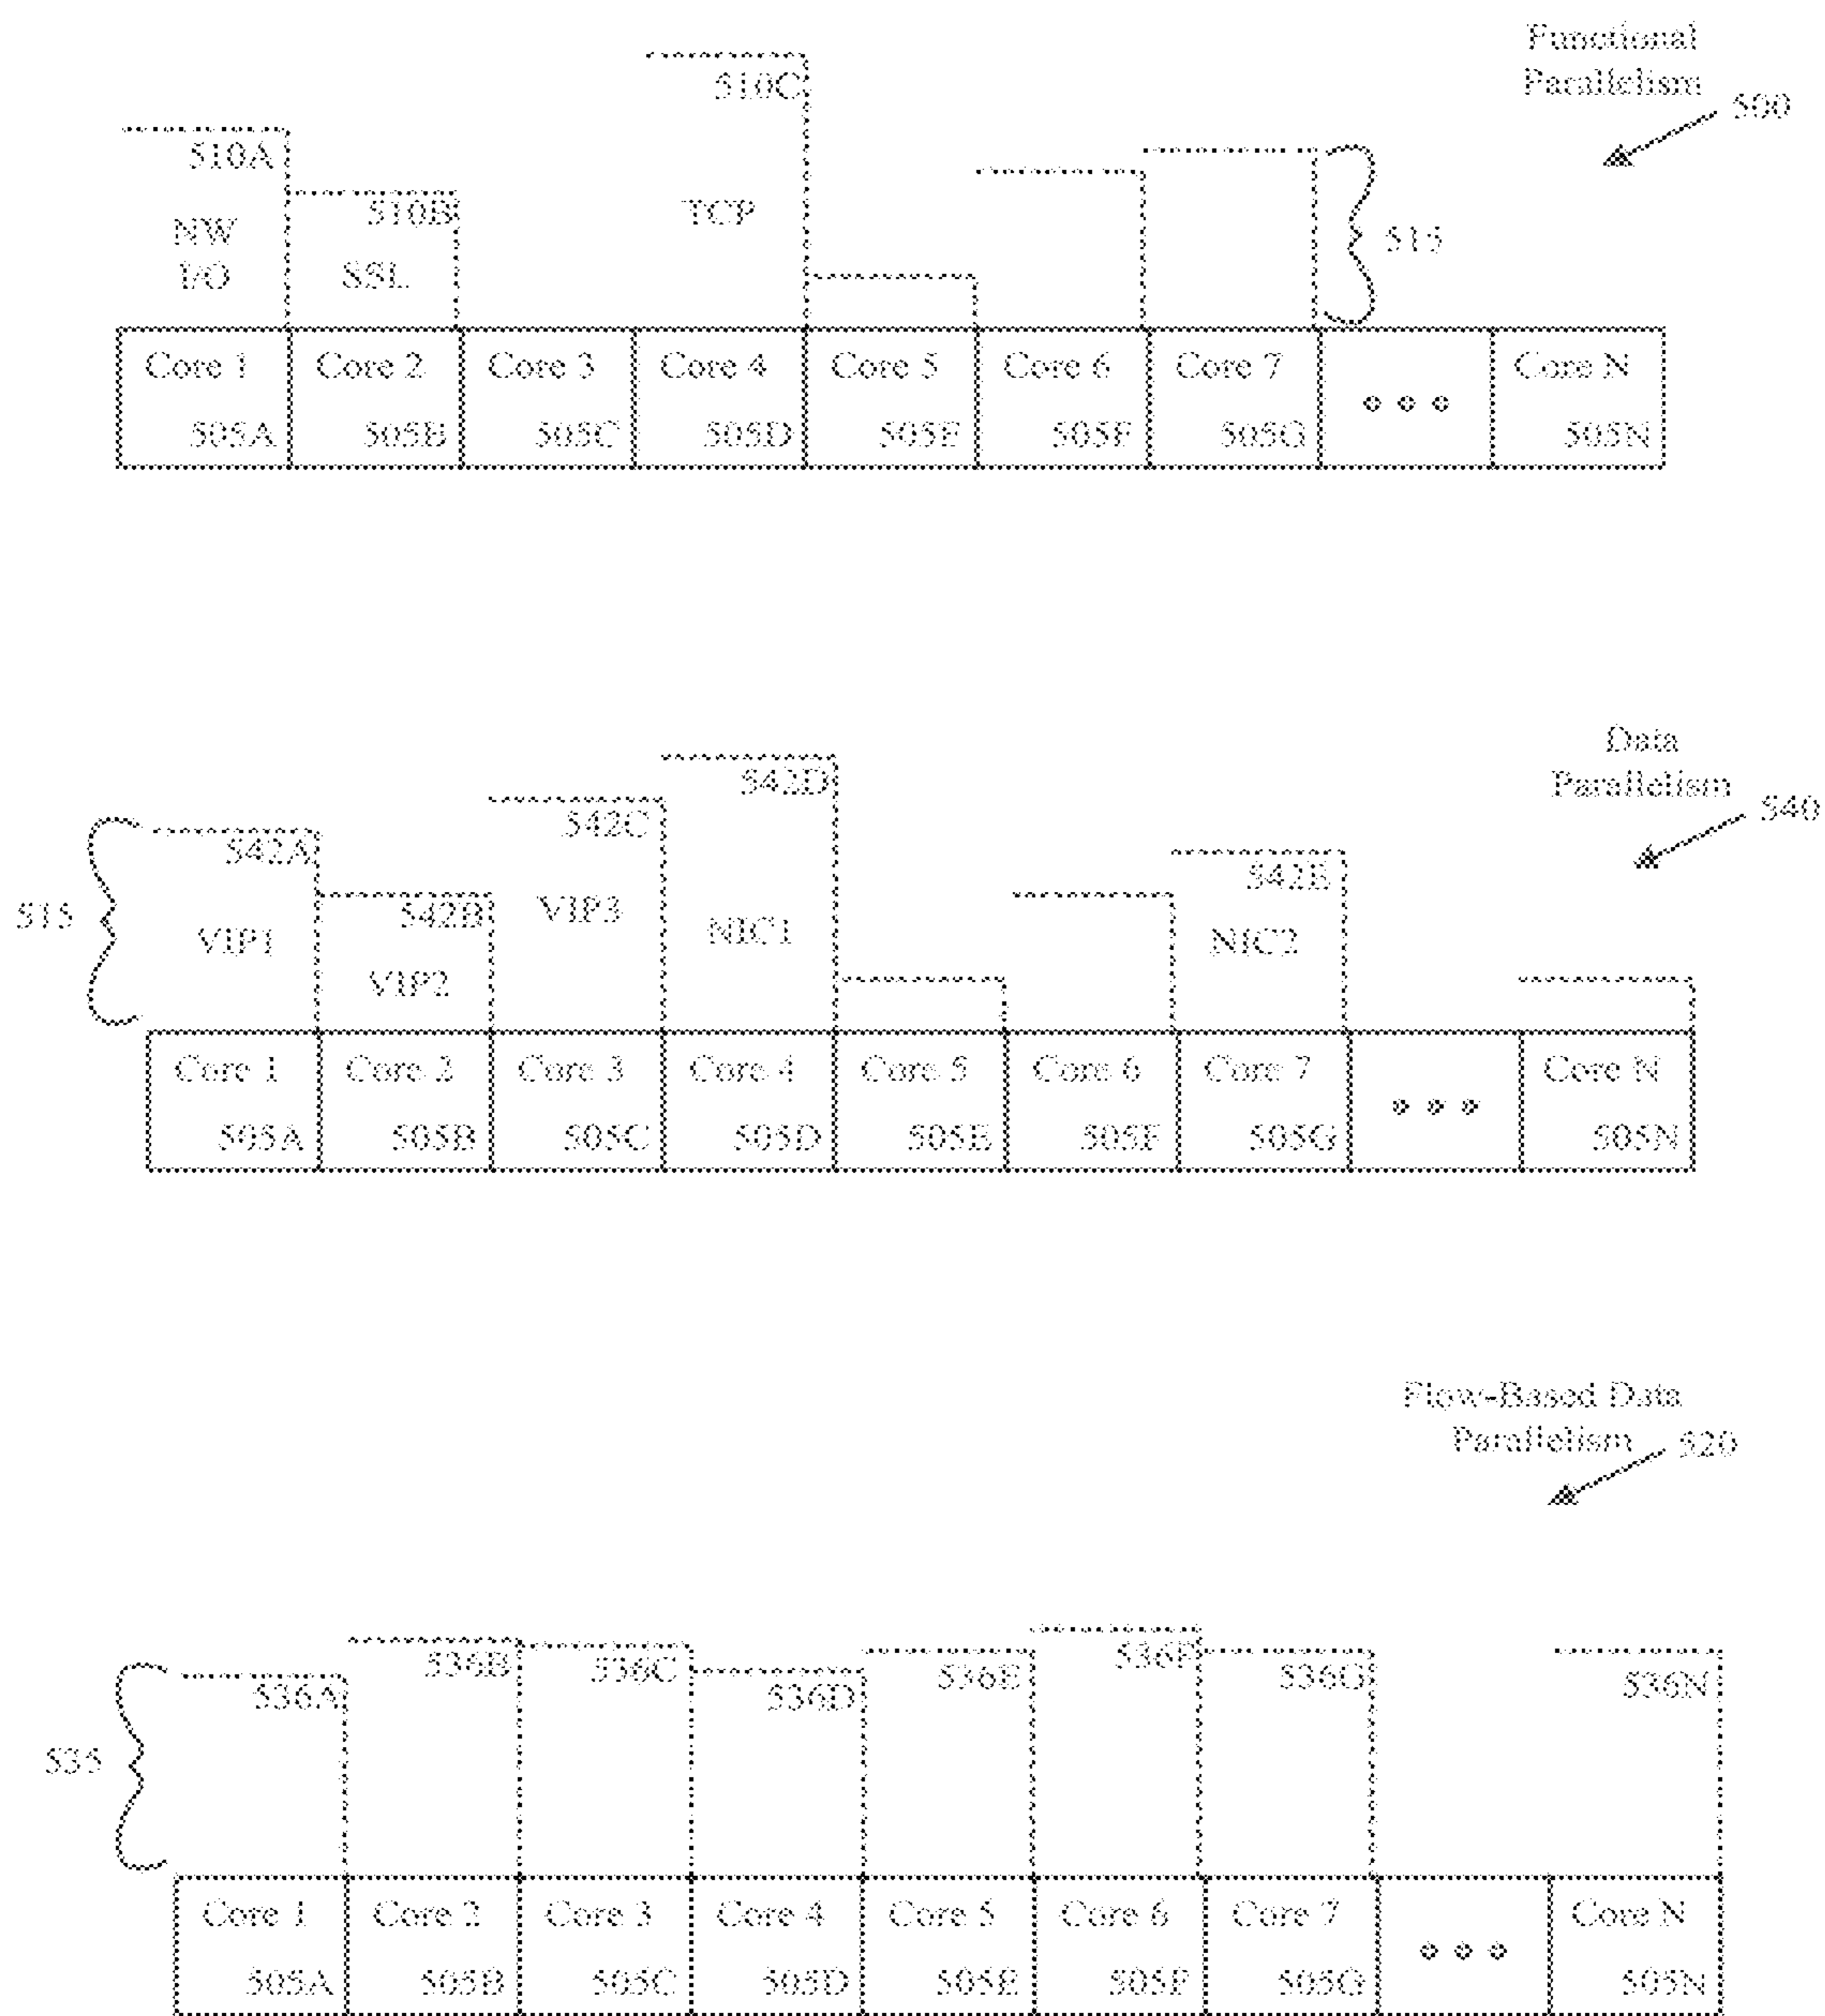 Functional
Parallelism
500
510C
510A
510B
NW
I/O
SSL
TCP
515
Core 1
Core 2
Core 3
Core 4
Core 5
Core 6
Core 7
Core N
505A
505B
505C
505D
505E
505F
505G
505N
Data
Parallelism
540
542D
542C
542A
542B
542E
515
VIP1
VIP2
VIP3
NIC1
NIC2
Core 1
Core 2
Core 3
Core 4
Core 5
Core 6
Core 7
Core N
505A
505B
505C
505D
505E
505F
505G
505N
Flow-Based Data
Parallelism
520
536A
536B
536C
536D
536E
536F
536G
536N
535
Core 1
Core 2
Core 3
Core 4
Core 5
Core 6
Core 7
Core N
505A
505B
505C
505D
505E
505F
505G
505N